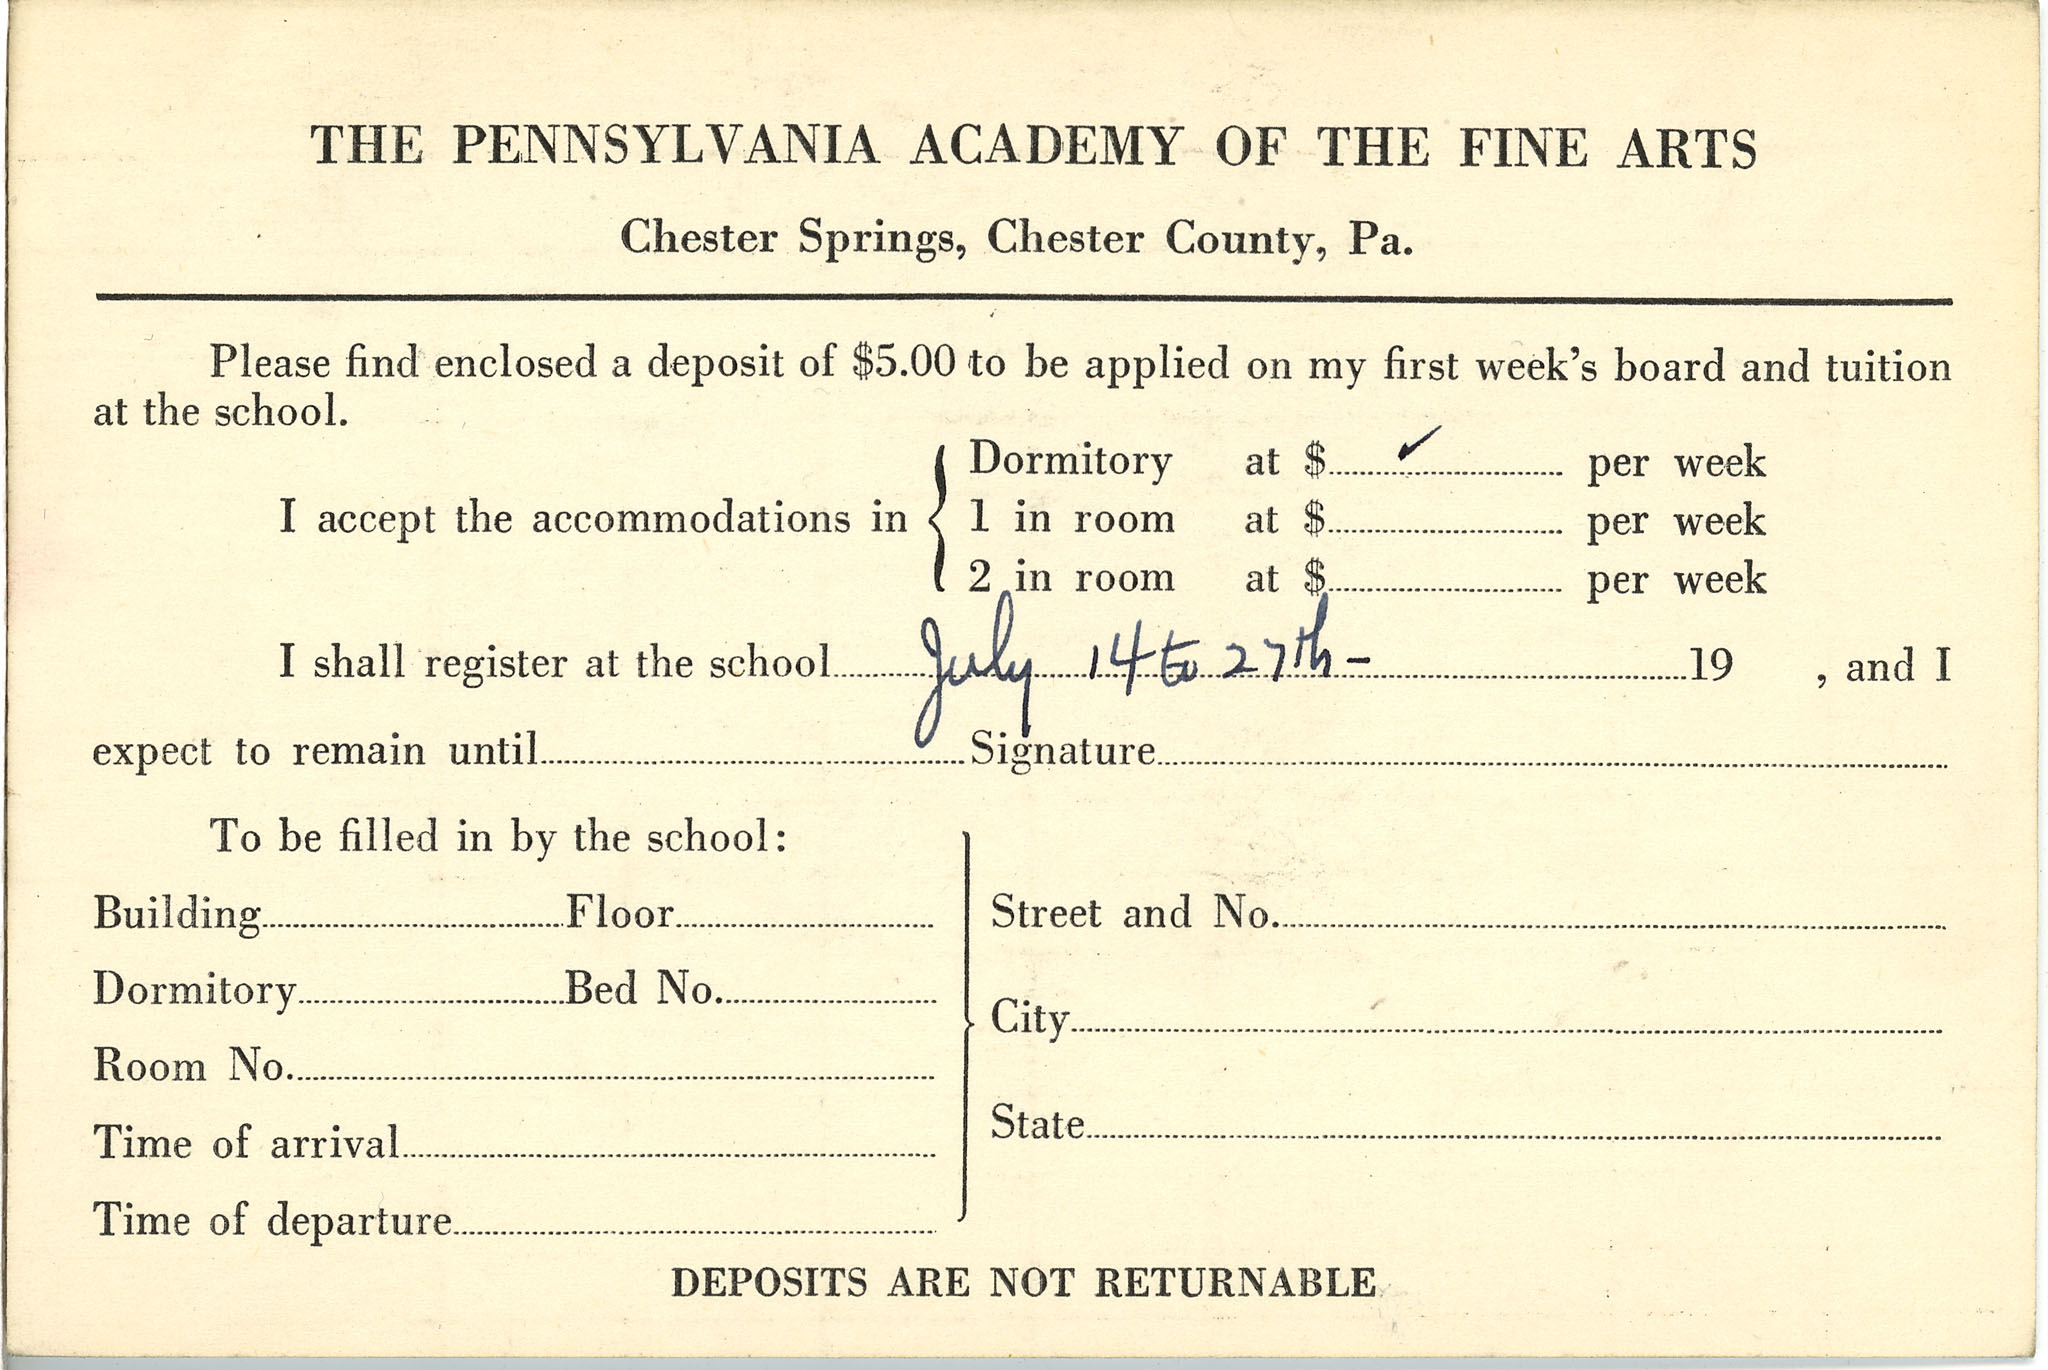 THE PENNSYLVANIA ACADEMY OF THE FINE ARTS
Chester Springs, Chester County, Pa.
Please find enclosed a deposit of $5.00 to be applied on my first week's board and tuition
at the school.
I accept the accommodations in
Dormitory at $ ✓ per week
1 in room at $ per week
2 in room at $ per week
I shall register at the school July 14 to 27th - 19 , and I
expect to remain until Signature
To be filled in by the school:
Building Floor
Dormitory Bed No.
Room No.
Time of arrival
Time of departure
Street and No.
City
State
DEPOSITS ARE NOT RETURNABLE